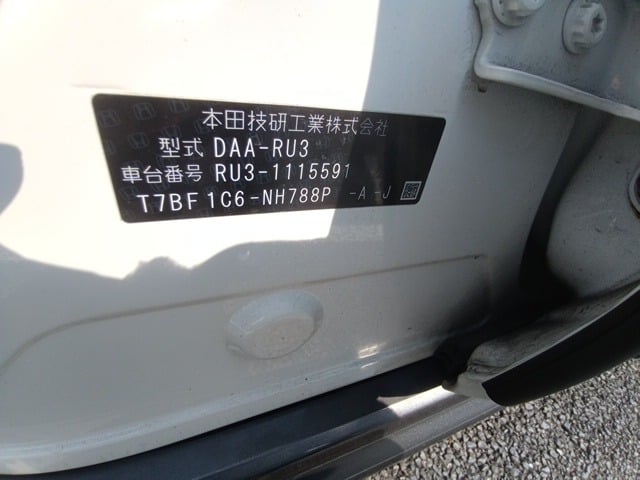 本田技研工業株式会社
型式 DAA-RU3
車台番号 RU3-1115591
T7BF1C6-NH788P -A-J